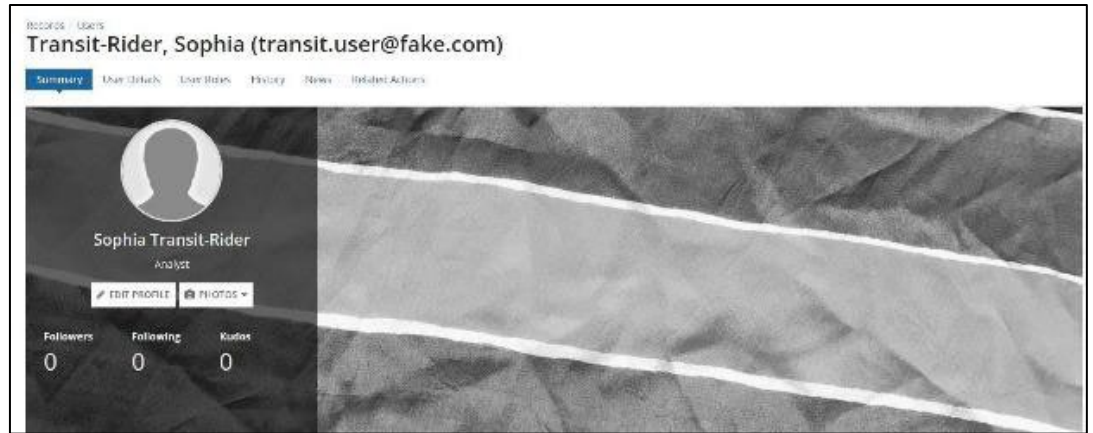 Records / Users
Transit-Rider, Sophia (transit.user@fake.com)
Summary User Details User Roles History News Related Actions
Sophia Transit-Rider
Analyst
EDIT PROFILE PHOTOS
Followers Following Kudos
0 0 0